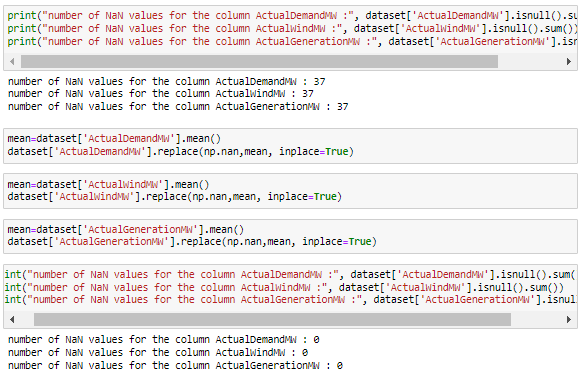 print("number of NaN values for the column ActualDemandMW :", dataset['ActualDemandMW'].isnull().su
print("number of NaN values for the column ActualWindMW :", dataset['ActualWindMW'].isnull().sum())
print("number of NaN values for the column ActualGenerationMW :", dataset['ActualGenerationMW'].isn
number of NaN values for the column ActualDemandMW : 37
number of NaN values for the column ActualWindMW : 37
number of NaN values for the column ActualGenerationMW : 37
mean=dataset['ActualDemandMW'].mean()
dataset['ActualDemandMW'].replace(np.nan,mean, inplace=True)
mean=dataset['ActualWindMW'].mean()
dataset['ActualWindMW'].replace(np.nan,mean, inplace=True)
mean=dataset['ActualGenerationMW'].mean()
dataset['ActualGenerationMW'].replace(np.nan,mean, inplace=True)
int("number of NaN values for the column ActualDemandMW :", dataset['ActualDemandMW'].isnull().sum(
int("number of NaN values for the column ActualWindMW :", dataset['ActualWindMW'].isnull().sum())
int("number of NaN values for the column ActualGenerationMW :", dataset['ActualGenerationMW'].isnul
number of NaN values for the column ActualDemandMW : 0
number of NaN values for the column ActualWindMW : 0
number of NaN values for the column ActualGenerationMW : 0